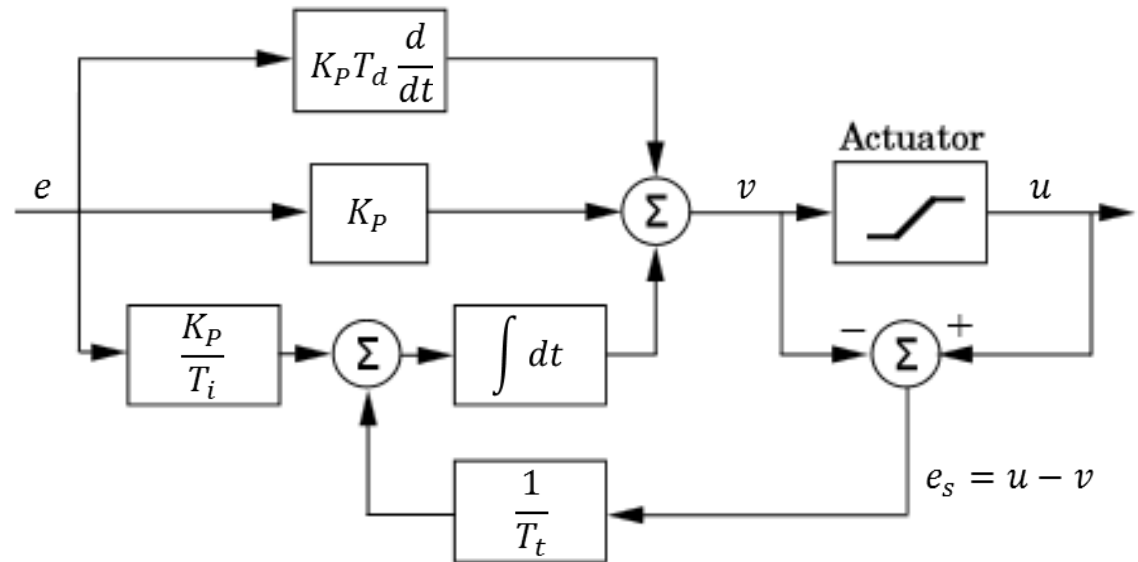 K_P T_d d/dt
Actuator
e
K_P
Σ
v
u
K_P/T_i
Σ
∫ dt
−
+
Σ
1/T_t
e_s = u − v